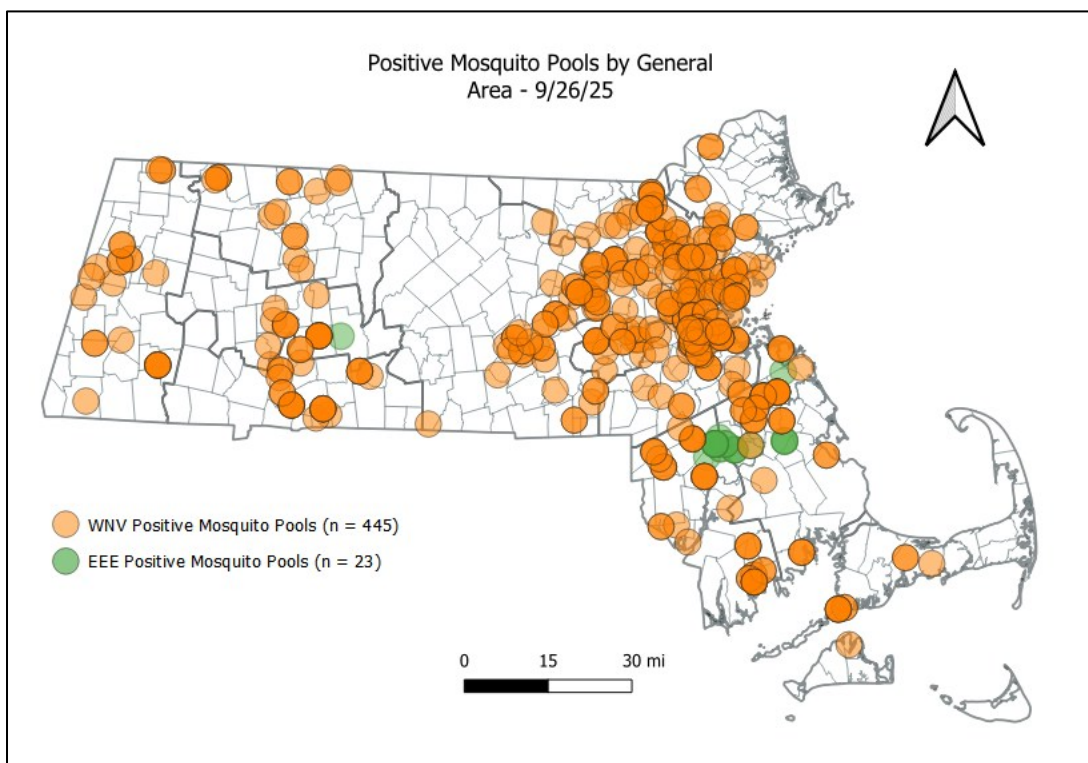 Positive Mosquito Pools by General
Area - 9/26/25
WNV Positive Mosquito Pools (n = 445)
EEE Positive Mosquito Pools (n = 23)
0 15 30 mi